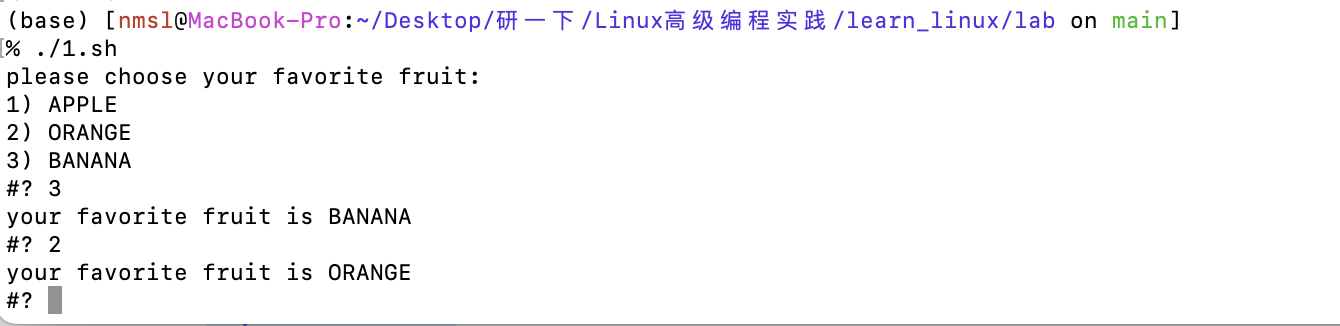 (base) [nmsl@MacBook-Pro:~/Desktop/研一下/Linux高级编程实践/learn_linux/lab on main]
[% ./1.sh
please choose your favorite fruit:
1) APPLE
2) ORANGE
3) BANANA
#? 3
your favorite fruit is BANANA
#? 2
your favorite fruit is ORANGE
#?